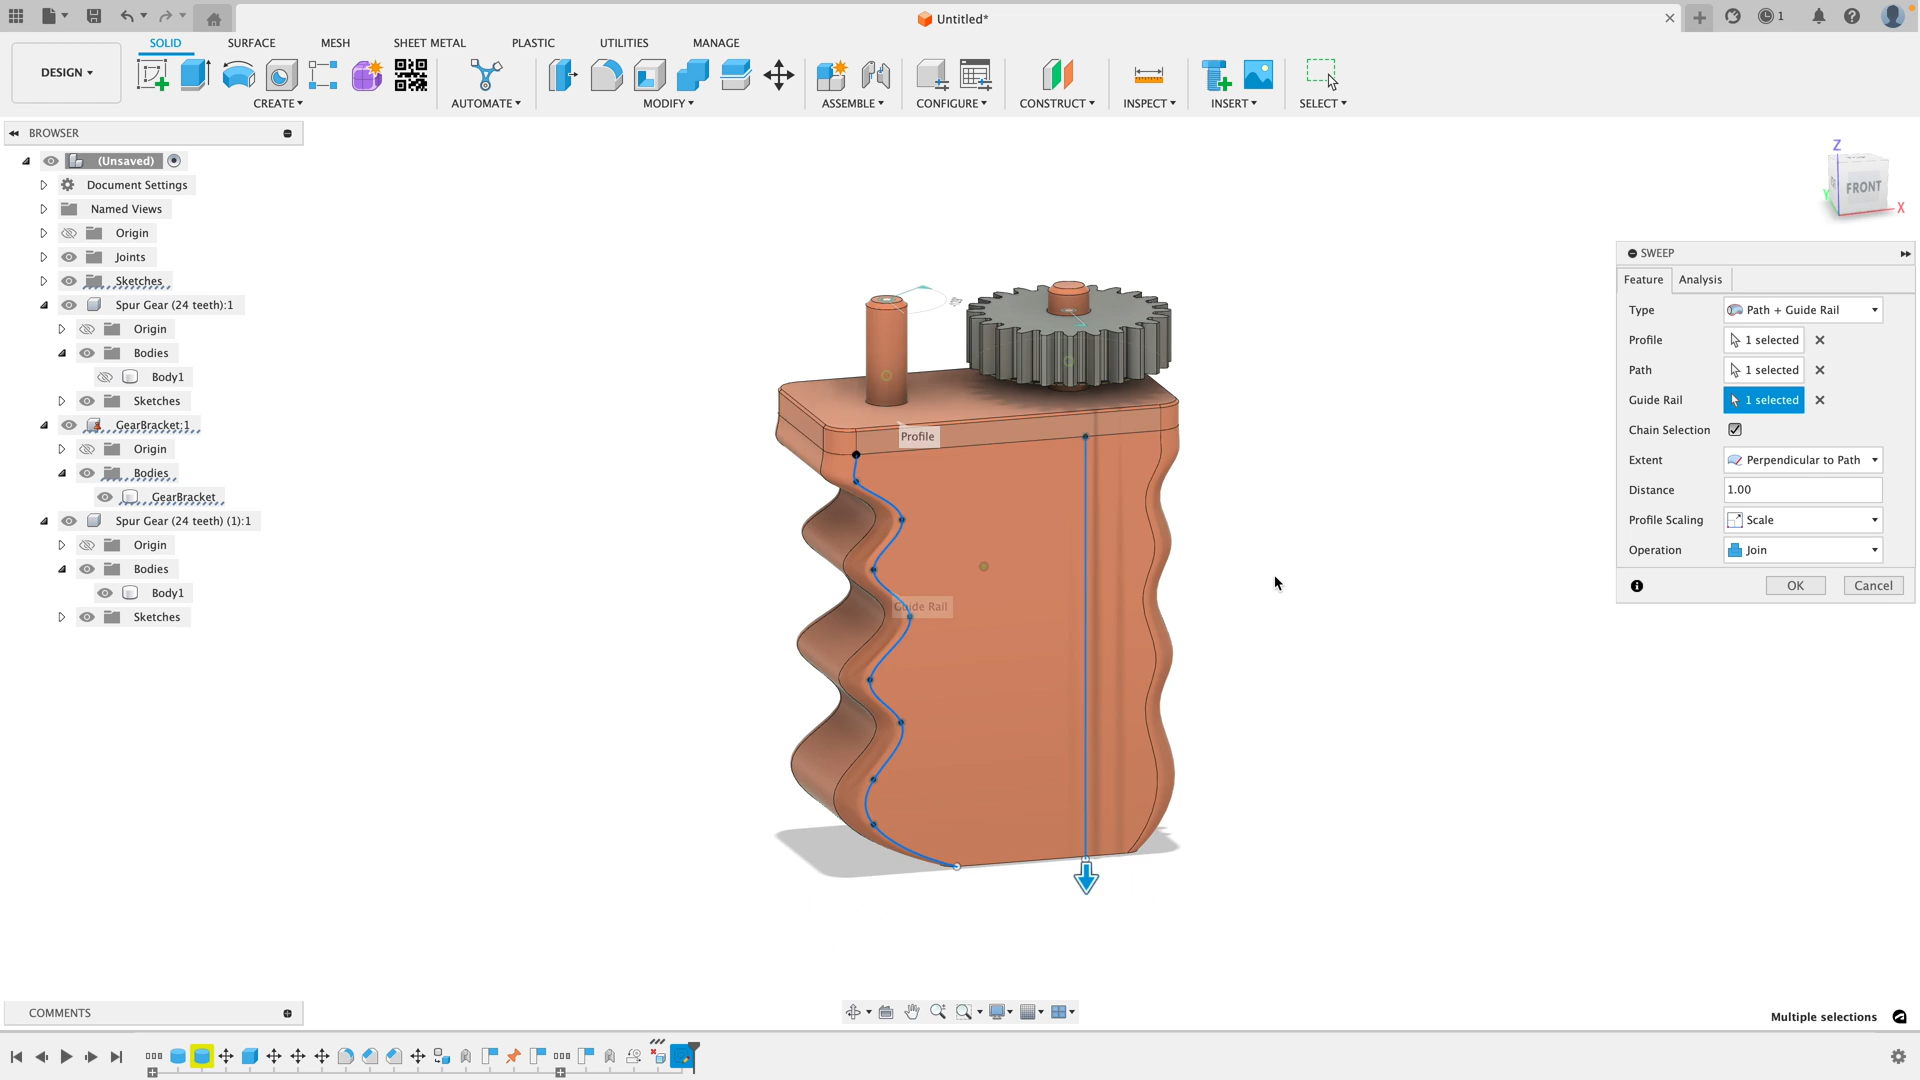 Untitled*
1
DESIGN
SOLID
SURFACE
MESH
SHEET METAL
PLASTIC
UTILITIES
MANAGE
CREATE
AUTOMATE
MODIFY
ASSEMBLE
CONFIGURE
CONSTRUCT
INSPECT
INSERT
SELECT
BROWSER
(Unsaved)
Document Settings
Named Views
Origin
Joints
Sketches
Spur Gear (24 teeth):1
Origin
Bodies
Body1
Sketches
GearBracket:1
Origin
Bodies
GearBracket
Spur Gear (24 teeth) (1):1
Origin
Bodies
Body1
Sketches
Profile
Guide Rail
Z
FRONT
Y
X
SWEEP
Feature
Analysis
Type
Path + Guide Rail
Profile
1 selected
Path
1 selected
Guide Rail
1 selected
Chain Selection
Extent
Perpendicular to Path
Distance
1.00
Profile Scaling
Scale
Operation
Join
OK
Cancel
COMMENTS
Multiple selections